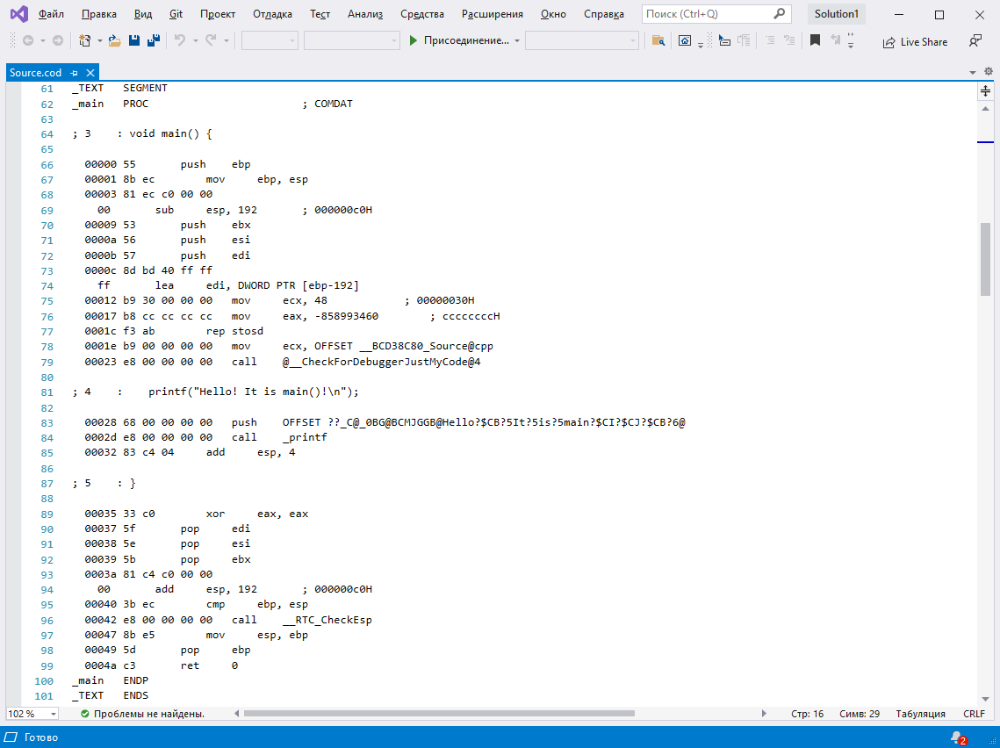 Файл Правка Вид Git Проект Отладка Тест Анализ Средства Расширения Окно Справка Поиск (Ctrl+Q) Solution1
Присоединение... Live Share
Source.cod
61 _TEXT SEGMENT
62 _main PROC ; COMDAT
63
64 ; 3 : void main() {
65
66 00000 55 push ebp
67 00001 8b ec mov ebp, esp
68 00003 81 ec c0 00 00
69 00 sub esp, 192 ; 000000c0H
70 00009 53 push ebx
71 0000a 56 push esi
72 0000b 57 push edi
73 0000c 8d bd 40 ff ff
74 ff lea edi, DWORD PTR [ebp-192]
75 00012 b9 30 00 00 00 mov ecx, 48 ; 00000030H
76 00017 b8 cc cc cc cc mov eax, -858993460 ; ccccccccH
77 0001c f3 ab rep stosd
78 0001e b9 00 00 00 00 mov ecx, OFFSET __BCD38C80_Source@cpp
79 00023 e8 00 00 00 00 call @__CheckForDebuggerJustMyCode@4
80
81 ; 4 : printf("Hello! It is main()!\n");
82
83 00028 68 00 00 00 00 push OFFSET ??_C@_0BG@BCMJGGB@Hello?$CB?5It?5is?5main?$CI?$CJ?$CB?6@
84 0002d e8 00 00 00 00 call _printf
85 00032 83 c4 04 add esp, 4
86
87 ; 5 : }
88
89 00035 33 c0 xor eax, eax
90 00037 5f pop edi
91 00038 5e pop esi
92 00039 5b pop ebx
93 0003a 81 c4 c0 00 00
94 00 add esp, 192 ; 000000c0H
95 00040 3b ec cmp ebp, esp
96 00042 e8 00 00 00 00 call __RTC_CheckEsp
97 00047 8b e5 mov esp, ebp
98 00049 5d pop ebp
99 0004a c3 ret 0
100 _main ENDP
101 _TEXT ENDS
102 % Проблемы не найдены. Стр: 16 Симв: 29 Табуляция CRLF
Готово 2